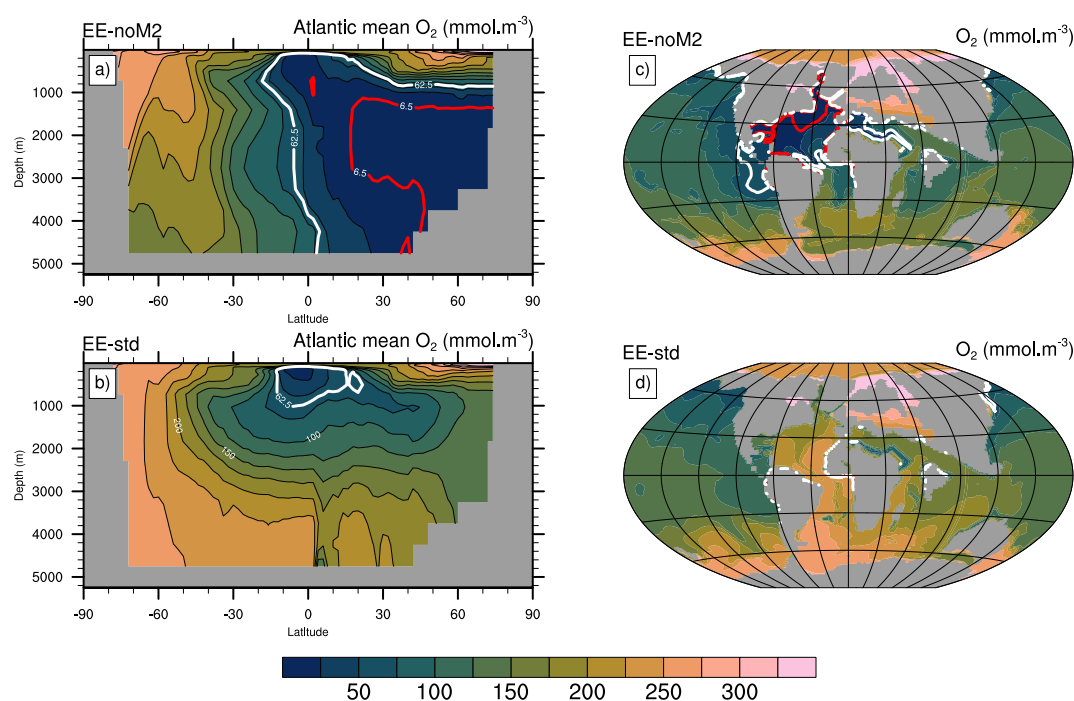 EE-noM2 Atlantic mean O₂ (mmol.m⁻³)
a)
62.5
6.5
62.5
6.5
1000
2000
3000
4000
5000
Depth (m)
-90 -60 -30 0 30 60 90
Latitude
EE-noM2 O₂ (mmol.m⁻³)
c)
EE-std Atlantic mean O₂ (mmol.m⁻³)
b)
62.5
200
150
100
1000
2000
3000
4000
5000
Depth (m)
-90 -60 -30 0 30 60 90
Latitude
EE-std O₂ (mmol.m⁻³)
d)
50 100 150 200 250 300